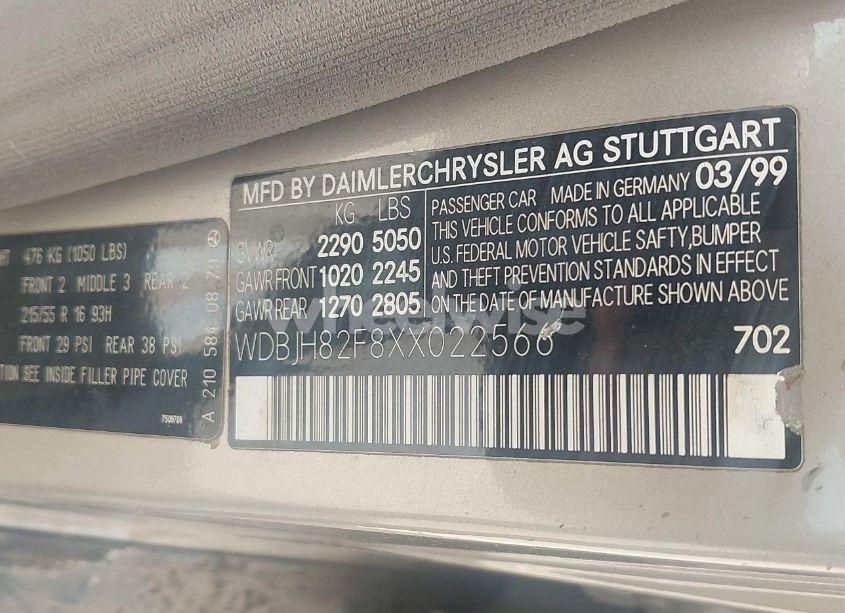 HT 476 KG (1050 LBS)
FRONT 2 MIDDLE 3 REAR 2
215/55 R 16 93H
FRONT 29 PSI REAR 38 PSI
TION SEE INSIDE FILLER PIPE COVER
7509709
A 210 584 08 79
MFD BY DAIMLERCHRYSLER AG STUTTGART
KG LBS
GVWR 2290 5050
GAWR FRONT 1020 2245
GAWR REAR 1270 2805
PASSENGER CAR MADE IN GERMANY 03/99
THIS VEHICLE CONFORMS TO ALL APPLICABLE
U.S. FEDERAL MOTOR VEHICLE SAFTY,BUMPER
AND THEFT PREVENTION STANDARDS IN EFFECT
ON THE DATE OF MANUFACTURE SHOWN ABOVE
WDBJH82F8XX022566
702
wheelwise